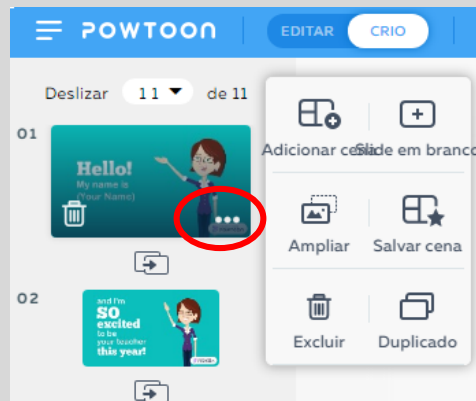 POWTOON
EDITAR CRIO
Deslizar 11 de 11
01
Hello!
My name is
(Your Name)
Adicionar cena
Slide em branco
Ampliar Salvar cena
Excluir Duplicado
02
and I'm
SO
excited
to be
your teacher
this year!